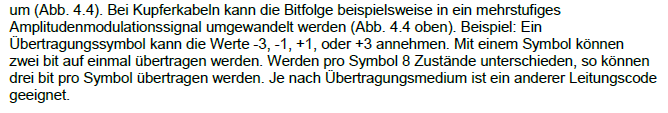 um (Abb. 4.4). Bei Kupferkabeln kann die Bitfolge beispielsweise in ein mehrstufiges
Amplitudenmodulationssignal umgewandelt werden (Abb. 4.4 oben). Beispiel: Ein
Übertragungssymbol kann die Werte -3, -1, +1, oder +3 annehmen. Mit einem Symbol können
zwei bit auf einmal übertragen werden. Werden pro Symbol 8 Zustände unterschieden, so können
drei bit pro Symbol übertragen werden. Je nach Übertragungsmedium ist ein anderer Leitungscode
geeignet.